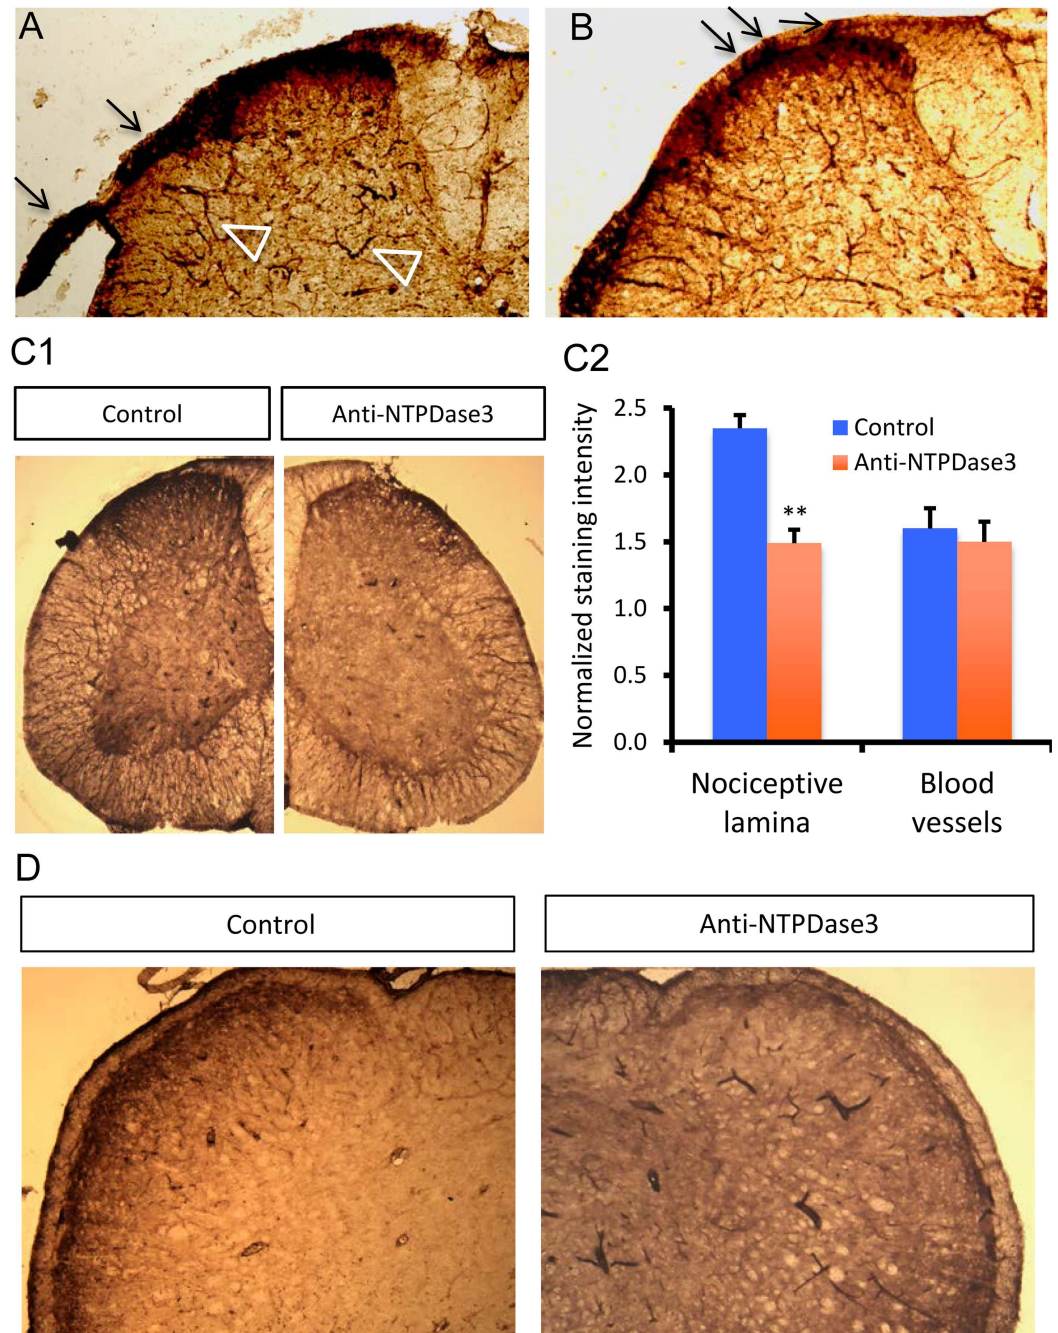 A
B
C1
C2
Control
Anti-NTPDase3
Normalized staining intensity
2.5
2.0
1.5
1.0
0.5
0.0
Control
Anti-NTPDase3
**
Nociceptive
lamina
Blood
vessels
D
Control
Anti-NTPDase3